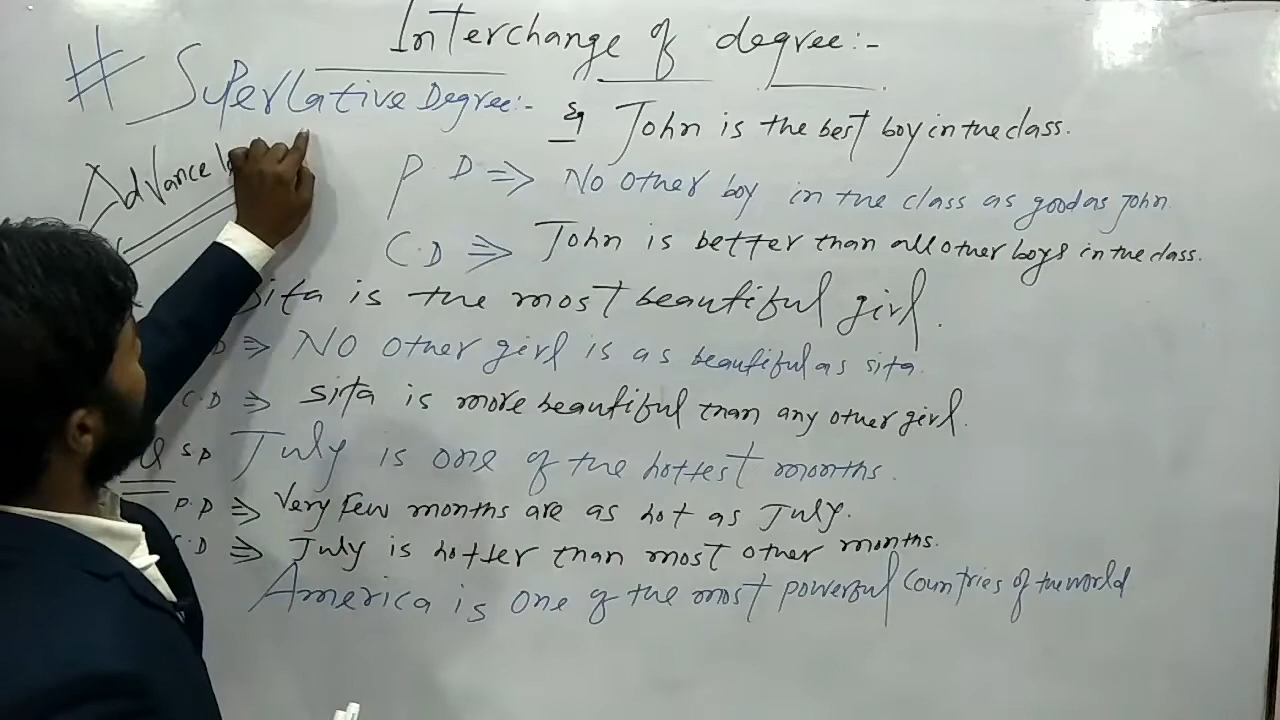 Interchange of degree:-
# Superlative Degree:-
eg John is the best boy in the class.
Advance
P.D ⇒ No other boy in the class as good as John
C.D ⇒ John is better than all other boys in the class.
Sita is the most beautiful girl.
D ⇒ No other girl is as beautiful as sita.
C.D ⇒ sita is more beautiful than any other girl.
S D July is one of the hottest months.
P.D ⇒ Very Few months are as hot as July.
C.D ⇒ July is hotter than most other months.
America is one of the most powerful countries of the world